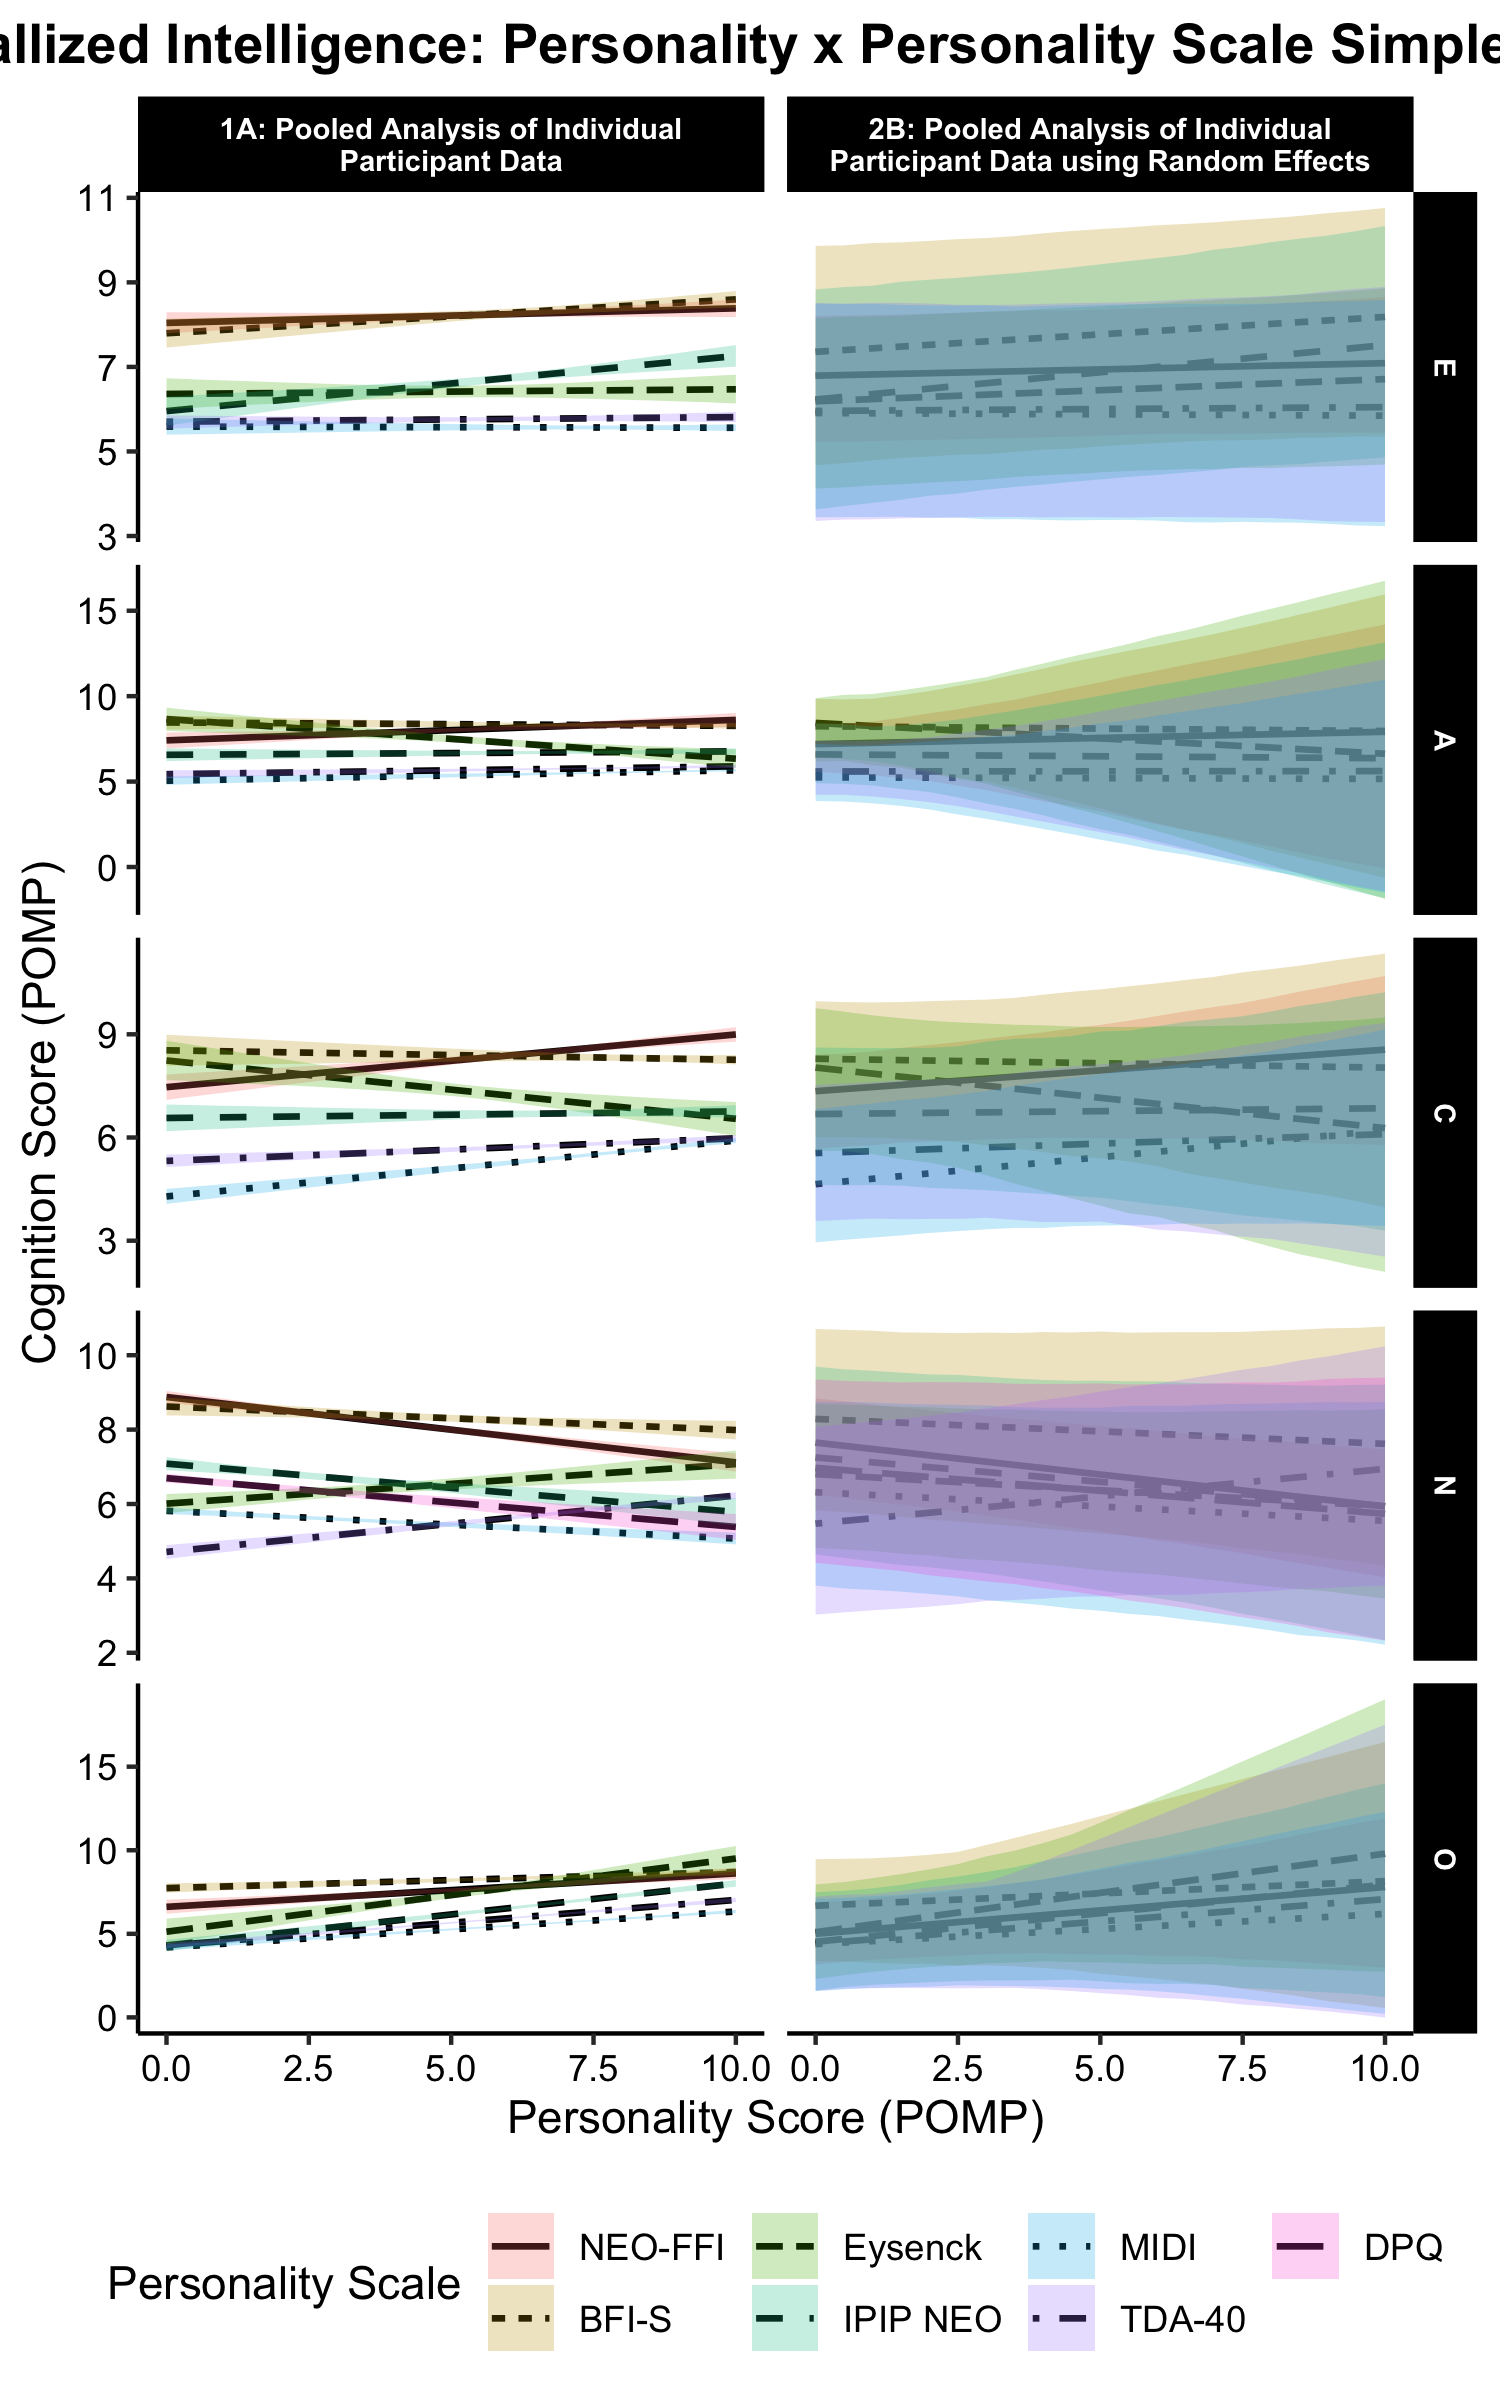 allized Intelligence: Personality x Personality Scale Simple
1A: Pooled Analysis of Individual
Participant Data
2B: Pooled Analysis of Individual
Participant Data using Random Effects
11
9
7
5
3
E
15
10
5
0
A
Cognition Score (POMP)
9
6
3
C
10
8
6
4
2
N
15
10
5
0
O
0.0 2.5 5.0 7.5 10.0 0.0 2.5 5.0 7.5 10.0
Personality Score (POMP)
Personality Scale
NEO-FFI Eysenck MIDI DPQ
BFI-S IPIP NEO TDA-40